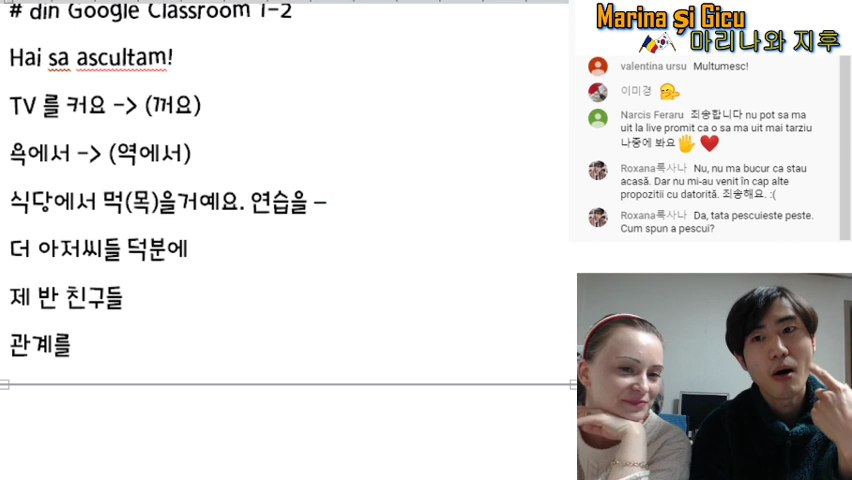 # din Google Classroom 1-2
Hai sa ascultam!
TV 를 커요 -> (꺼요)
욕에서 -> (역에서)
식당에서 먹(목)을거예요. 연습을 –
더 아저씨들 덕분에
제 반 친구들
관계를
Marina și Gicu
마리나와 지후
valentina ursu Multumesc!
이미경
Narcis Feraru 죄송합니다 nu pot sa ma
uit la live promit ca o sa ma uit mai tarziu
나중에 봐요
Roxana록사나 Nu, nu ma bucur ca stau
acasă. Dar nu mi-au venit în cap alte
propozitii cu datorită. 죄송해요. :(
Roxana록사나 Da, tata pescuieste peste.
Cum spun a pescui?